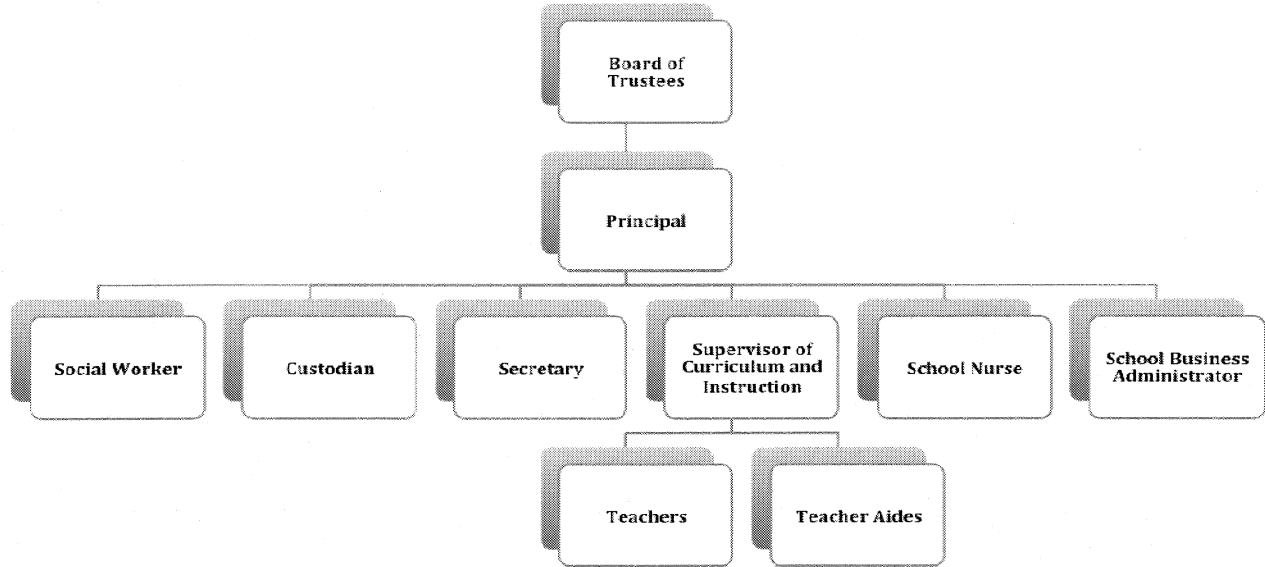 Board of
Trustees
Principal
Social Worker
Custodian
Secretary
Supervisor of
Curriculum and
Instruction
School Nurse
School Business
Administrator
Teachers
Teacher Aides